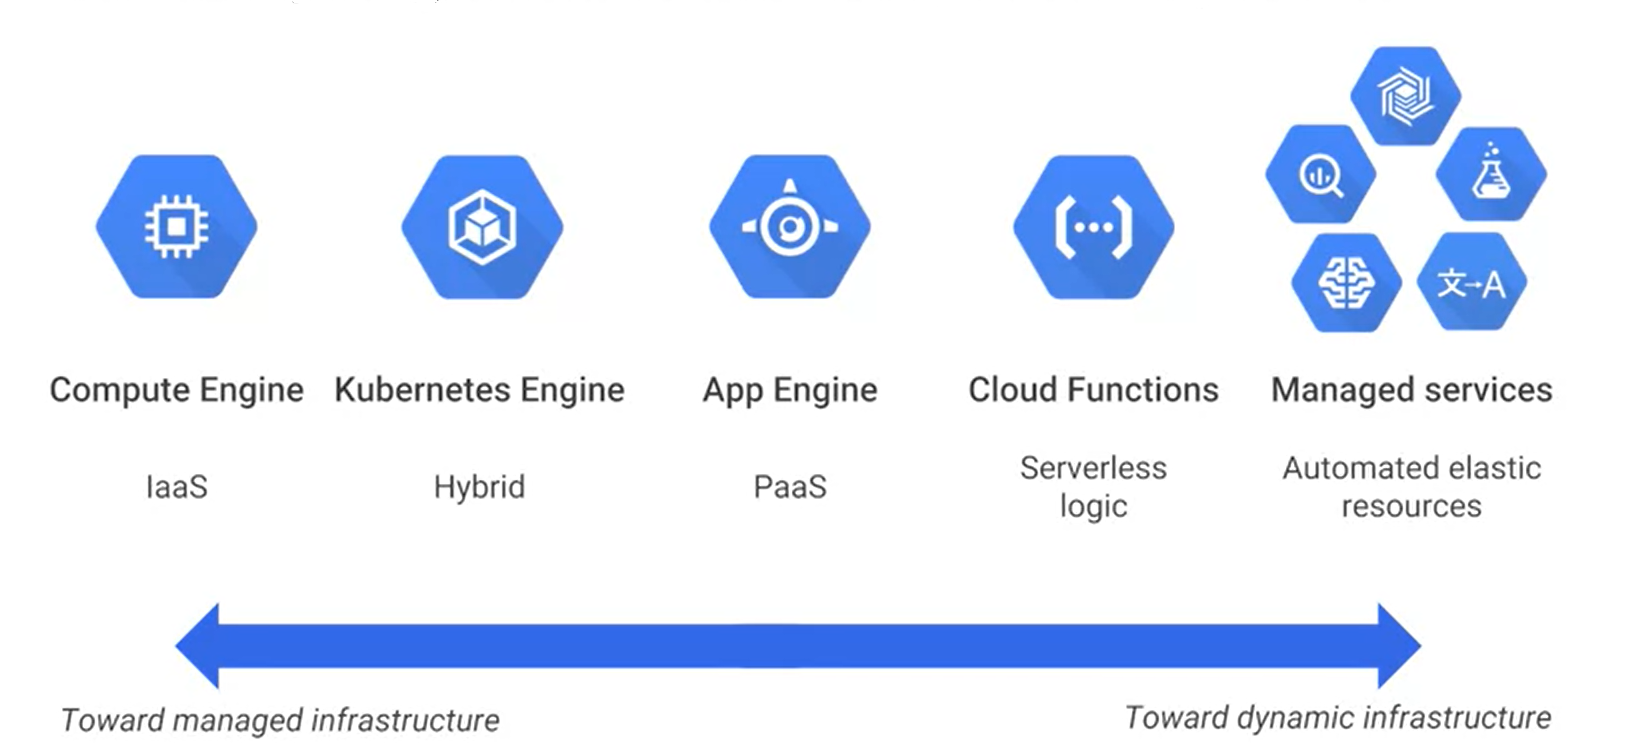 文→A
Compute Engine
Kubernetes Engine
App Engine
Cloud Functions
Managed services
IaaS
Hybrid
PaaS
Serverless
logic
Automated elastic
resources
Toward managed infrastructure
Toward dynamic infrastructure